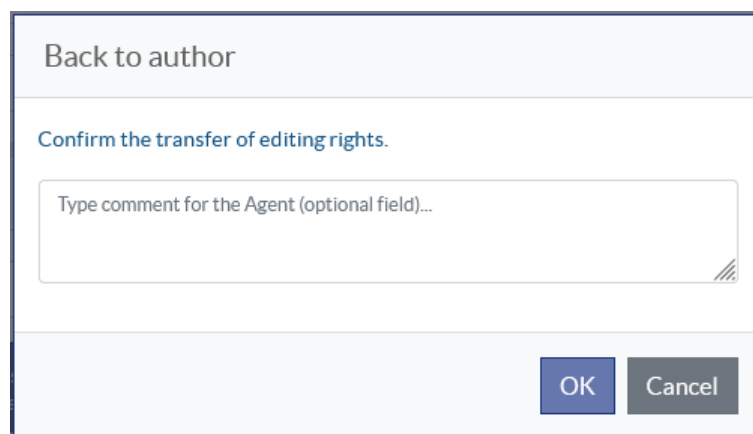 Back to author
Confirm the transfer of editing rights.
Type comment for the Agent (optional field)...
OK Cancel